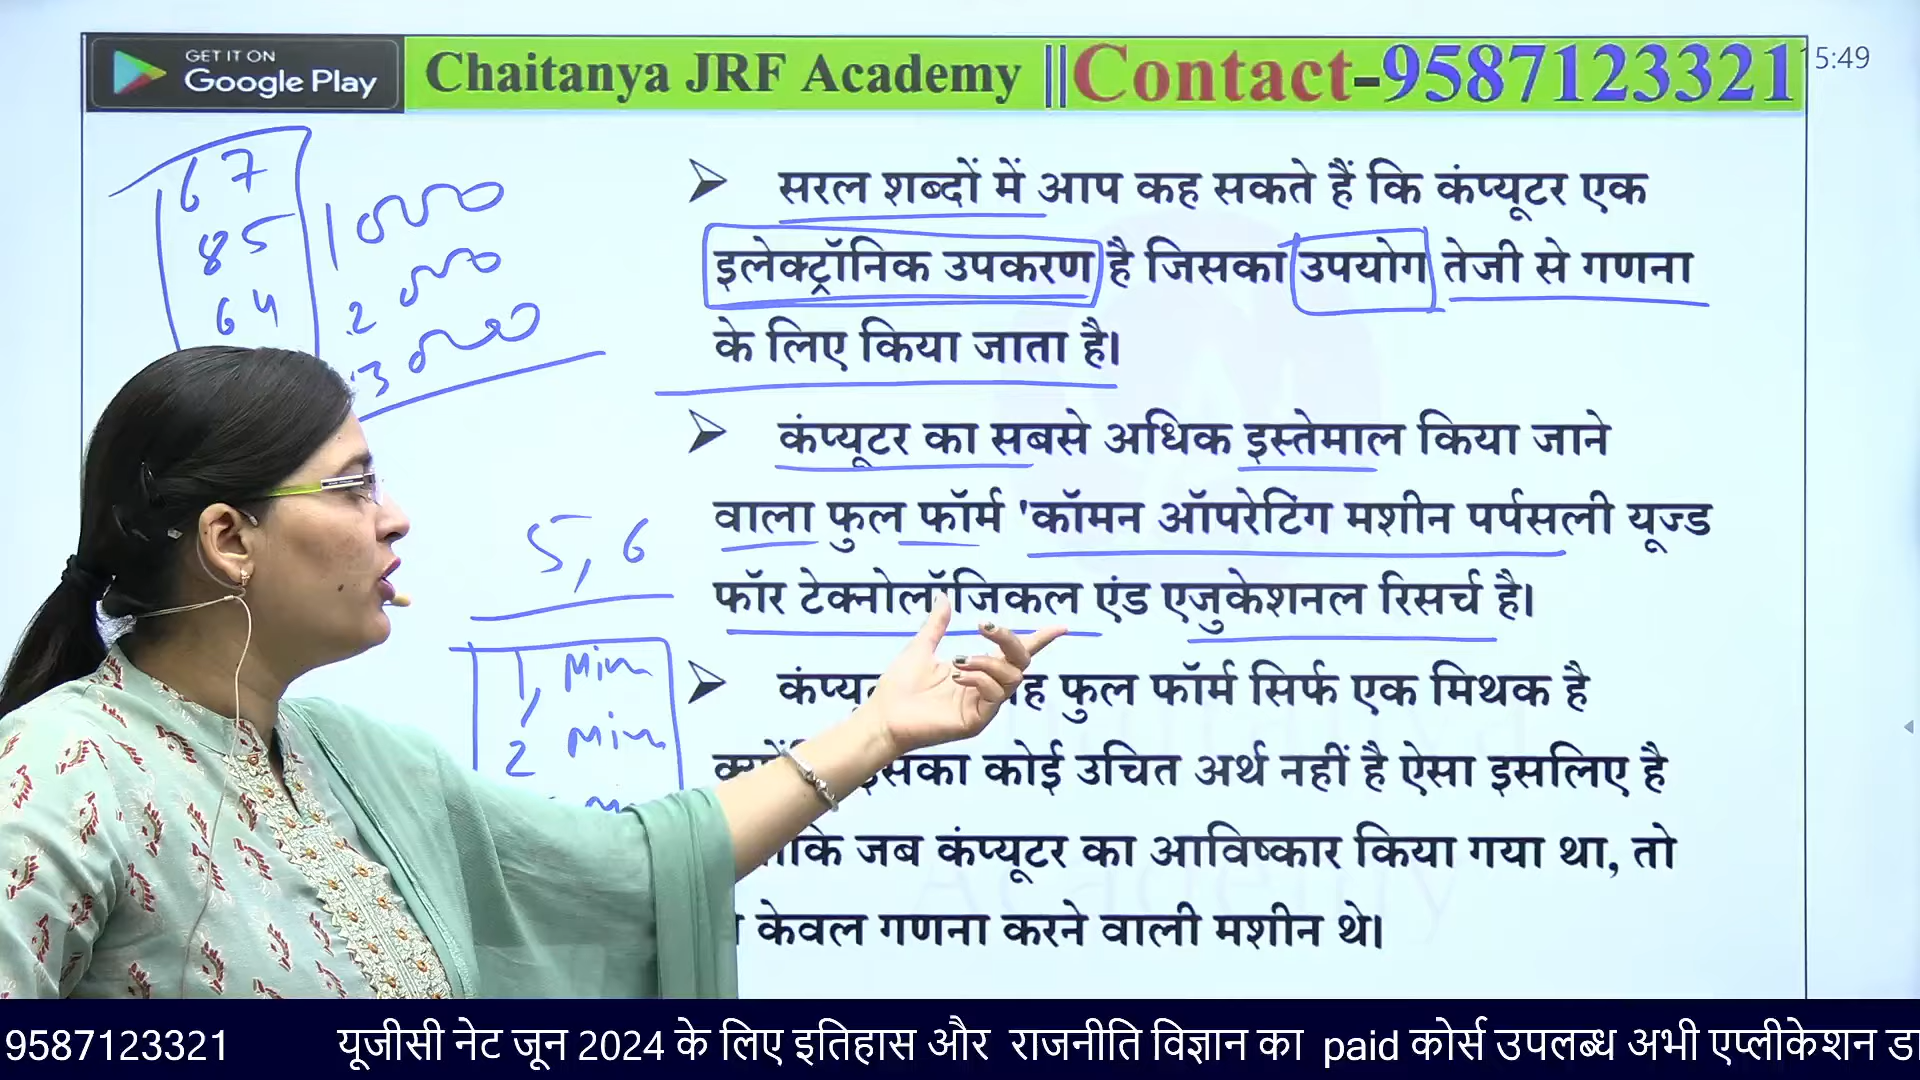 GET IT ON
Google Play
Chaitanya JRF Academy ||Contact-9587123321
15:49
67
85
64
1000
2000
3000
➢ सरल शब्दों में आप कह सकते हैं कि कंप्यूटर एक
इलेक्ट्रॉनिक उपकरण है जिसका उपयोग तेजी से गणना
के लिए किया जाता है।
➢ कंप्यूटर का सबसे अधिक इस्तेमाल किया जाने
वाला फुल फॉर्म 'कॉमन ऑपरेटिंग मशीन पर्पसली यूज्ड
फॉर टेक्नोलॉजिकल एंड एजुकेशनल रिसर्च है।
5, 6
1, min
2 min
➢ फुल फॉर्म सिर्फ एक मिथक है
कोई उचित अर्थ नहीं है ऐसा इसलिए है
जब कंप्यूटर का आविष्कार किया गया था, तो
केवल गणना करने वाली मशीन थे।
Academy
9587123321 यूजीसी नेट जून 2024 के लिए इतिहास और राजनीति विज्ञान का paid कोर्स उपलब्ध अभी एप्लीकेशन डा